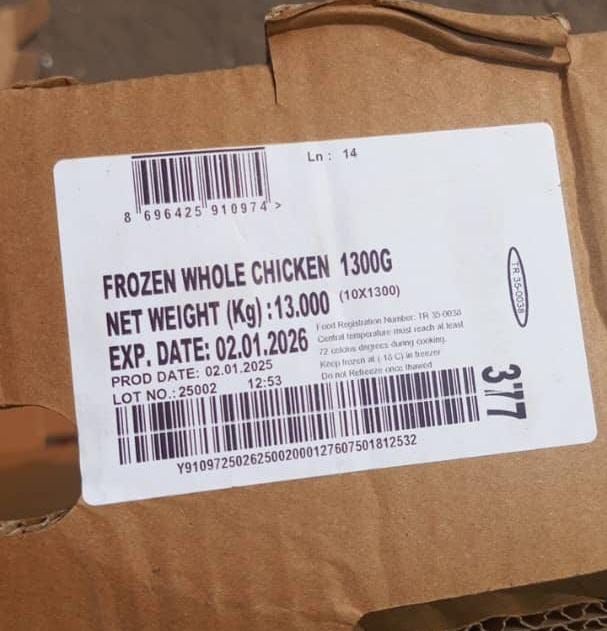 Ln : 14
8 696425 910974 >
FROZEN WHOLE CHICKEN 1300G
NET WEIGHT (Kg) : 13.000 (10X1300)
EXP. DATE: 02.01.2026
PROD DATE: 02.01.2025
LOT NO.: 25002 12:53
Food Registration Number: TR 35 0038
Central temperature must reach at least
72 celcius degrees during cooking.
Keep frozen at (-18 C) in freezer
Do not Refreeze once thawed
TR 35-0038
Y910972502625002000127607501812532